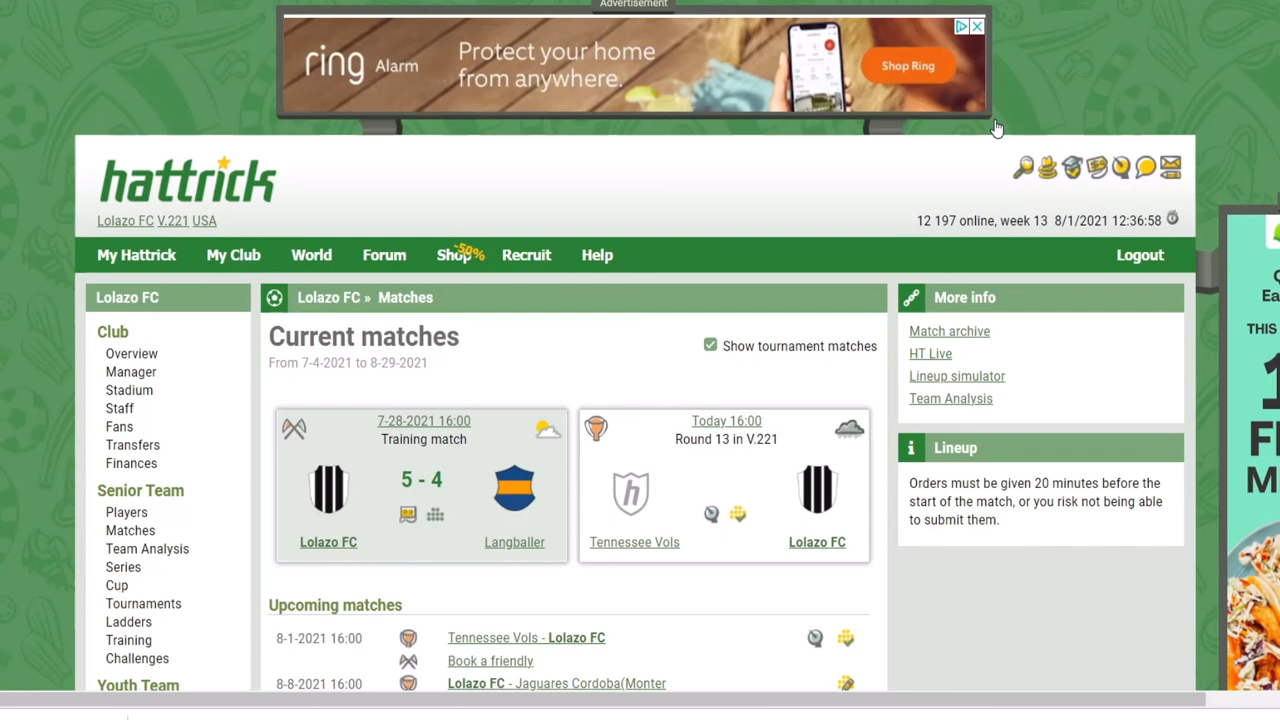 Advertisement
ring Alarm
Protect your home
from anywhere.
Shop Ring
hattrick
Lolazo FC V.221 USA
12 197 online, week 13 8/1/2021 12:36:58
My Hattrick My Club World Forum Shop -50% Recruit Help Logout
Lolazo FC
Club
Overview
Manager
Stadium
Staff
Fans
Transfers
Finances
Senior Team
Players
Matches
Team Analysis
Series
Cup
Tournaments
Ladders
Training
Challenges
Youth Team
Lolazo FC » Matches
Current matches
From 7-4-2021 to 8-29-2021
Show tournament matches
7-28-2021 16:00
Training match
5 - 4
Lolazo FC Langballer
Today 16:00
Round 13 in V.221
h
Tennessee Vols Lolazo FC
Upcoming matches
8-1-2021 16:00 Tennessee Vols - Lolazo FC
Book a friendly
8-8-2021 16:00 Lolazo FC - Jaguares Cordoba(Monter
More info
Match archive
HT Live
Lineup simulator
Team Analysis
Lineup
Orders must be given 20 minutes before the
start of the match, or you risk not being able
to submit them.
THIS